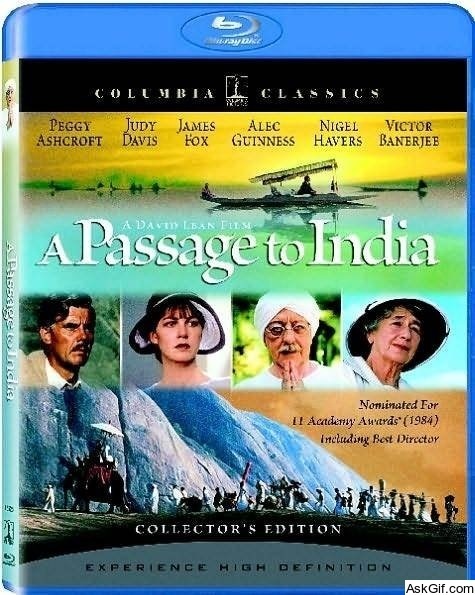 Blu-ray Disc
COLUMBIA CLASSICS
PEGGY ASHCROFT
JUDY DAVIS
JAMES FOX
ALEC GUINNESS
NIGEL HAVERS
VICTOR BANERJEE
A DAVID LEAN FILM
A PASSAGE TO INDIA
Nominated For
11 Academy Awards® (1984)
Including Best Director
COLLECTOR'S EDITION
EXPERIENCE HIGH DEFINITION
A PASSAGE TO INDIA
AskGif.com